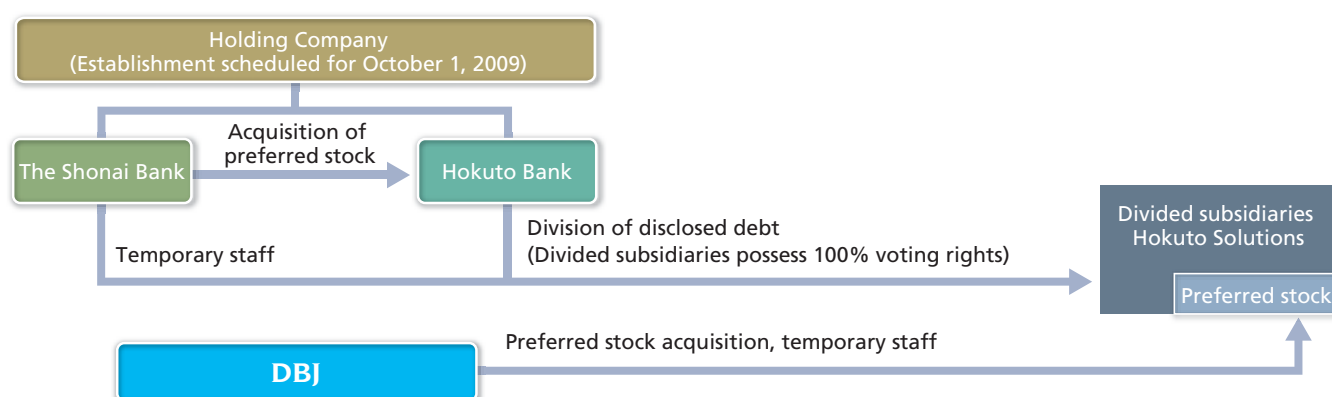 Holding Company
(Establishment scheduled for October 1, 2009)
Acquisition of
preferred stock
The Shonai Bank
Hokuto Bank
Temporary staff
Division of disclosed debt
(Divided subsidiaries possess 100% voting rights)
Divided subsidiaries
Hokuto Solutions
Preferred stock
Preferred stock acquisition, temporary staff
DBJ